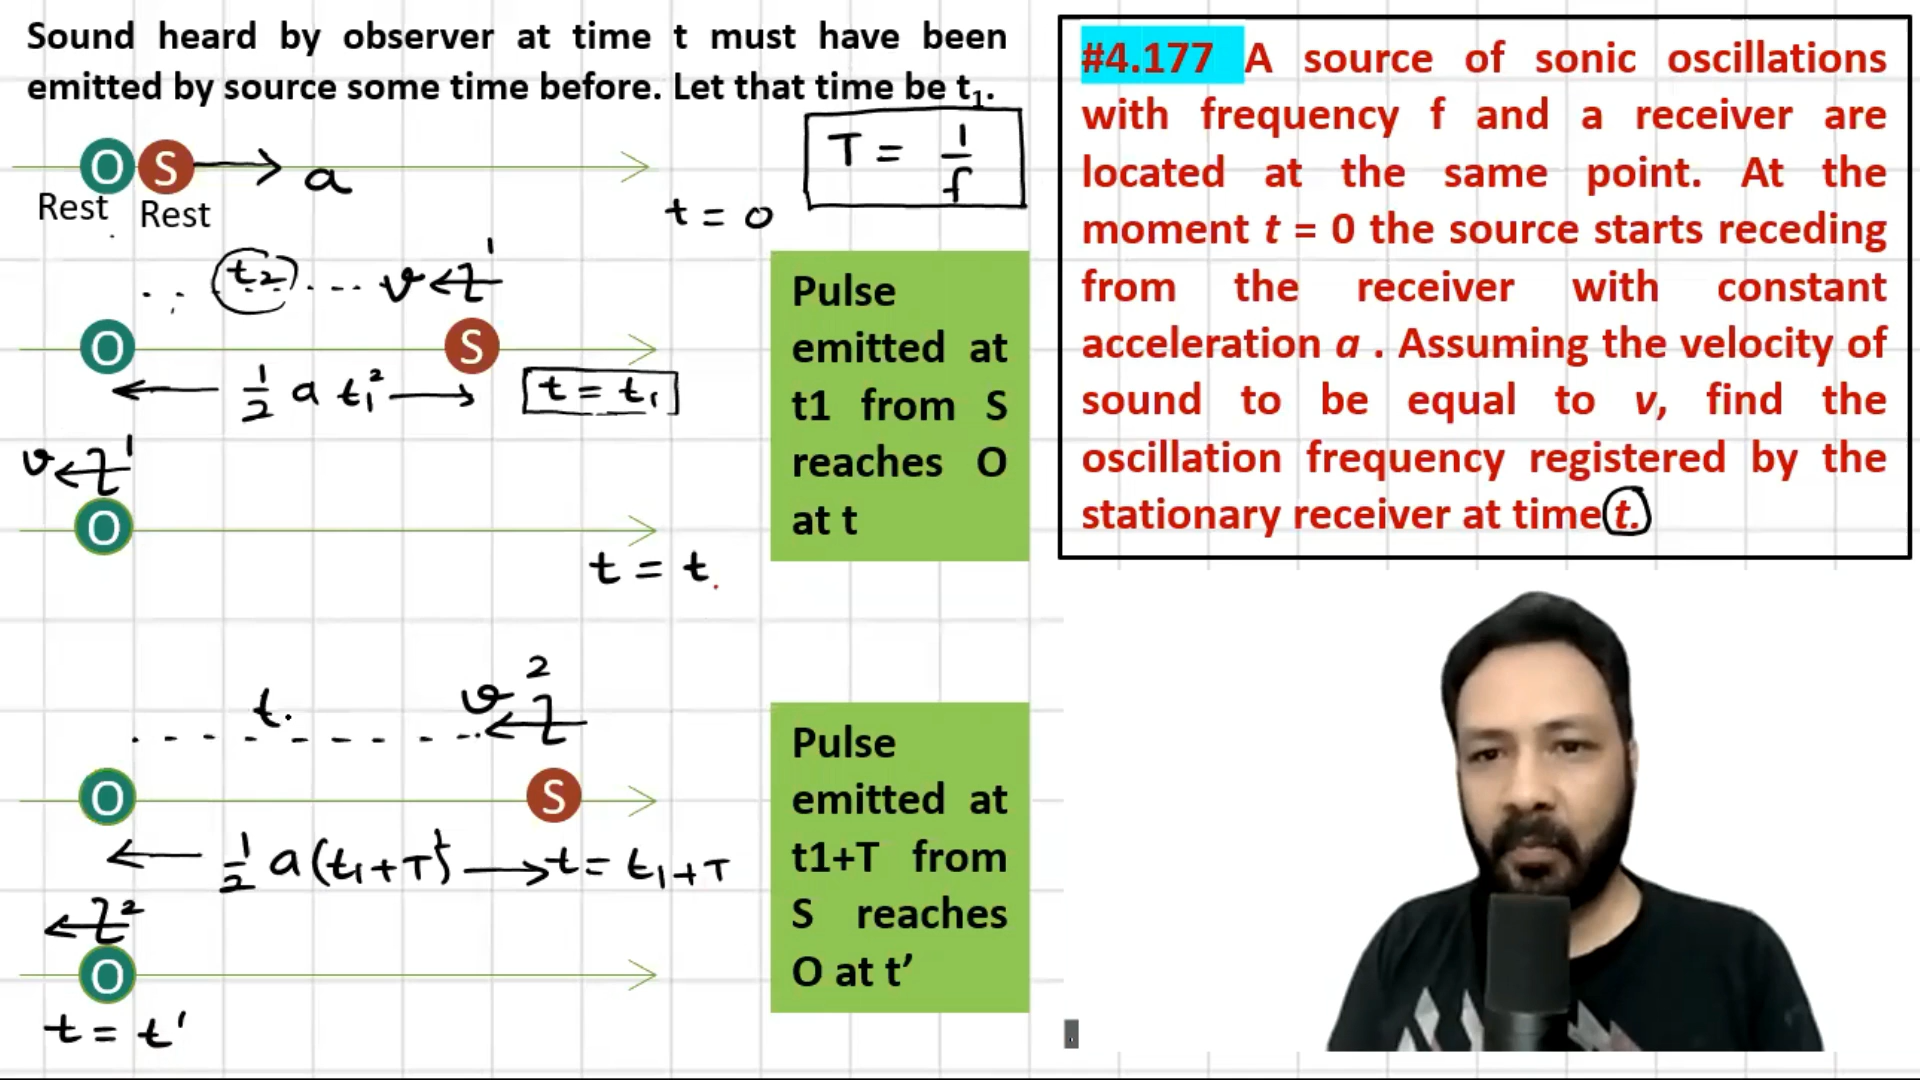 Sound heard by observer at time t must have been
emitted by source some time before. Let that time be t₁.
O S a
Rest Rest
t = 0
T = 1/f
t₂ v 1
O S
1/2 a t₁² t = t₁
v 1
O
t = t
Pulse
emitted at
t1 from S
reaches O
at t
t. v 2
O S
1/2 a(t₁+T)² t = t₁+T
2
O
t = t'
Pulse
emitted at
t1+T from
S reaches
O at t’
#4.177 A source of sonic oscillations
with frequency f and a receiver are
located at the same point. At the
moment t = 0 the source starts receding
from the receiver with constant
acceleration a . Assuming the velocity of
sound to be equal to v, find the
oscillation frequency registered by the
stationary receiver at time t.